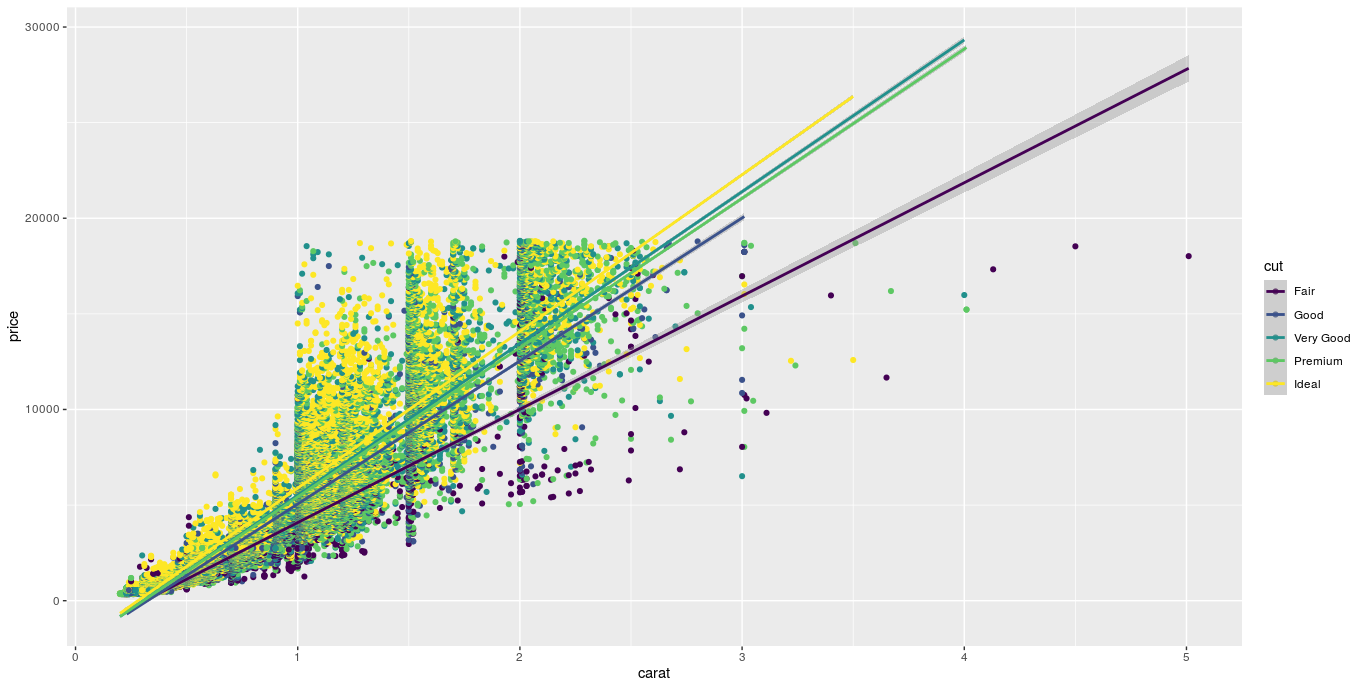 30000
20000
10000
0
price
0 1 2 3 4 5
carat
cut
Fair
Good
Very Good
Premium
Ideal